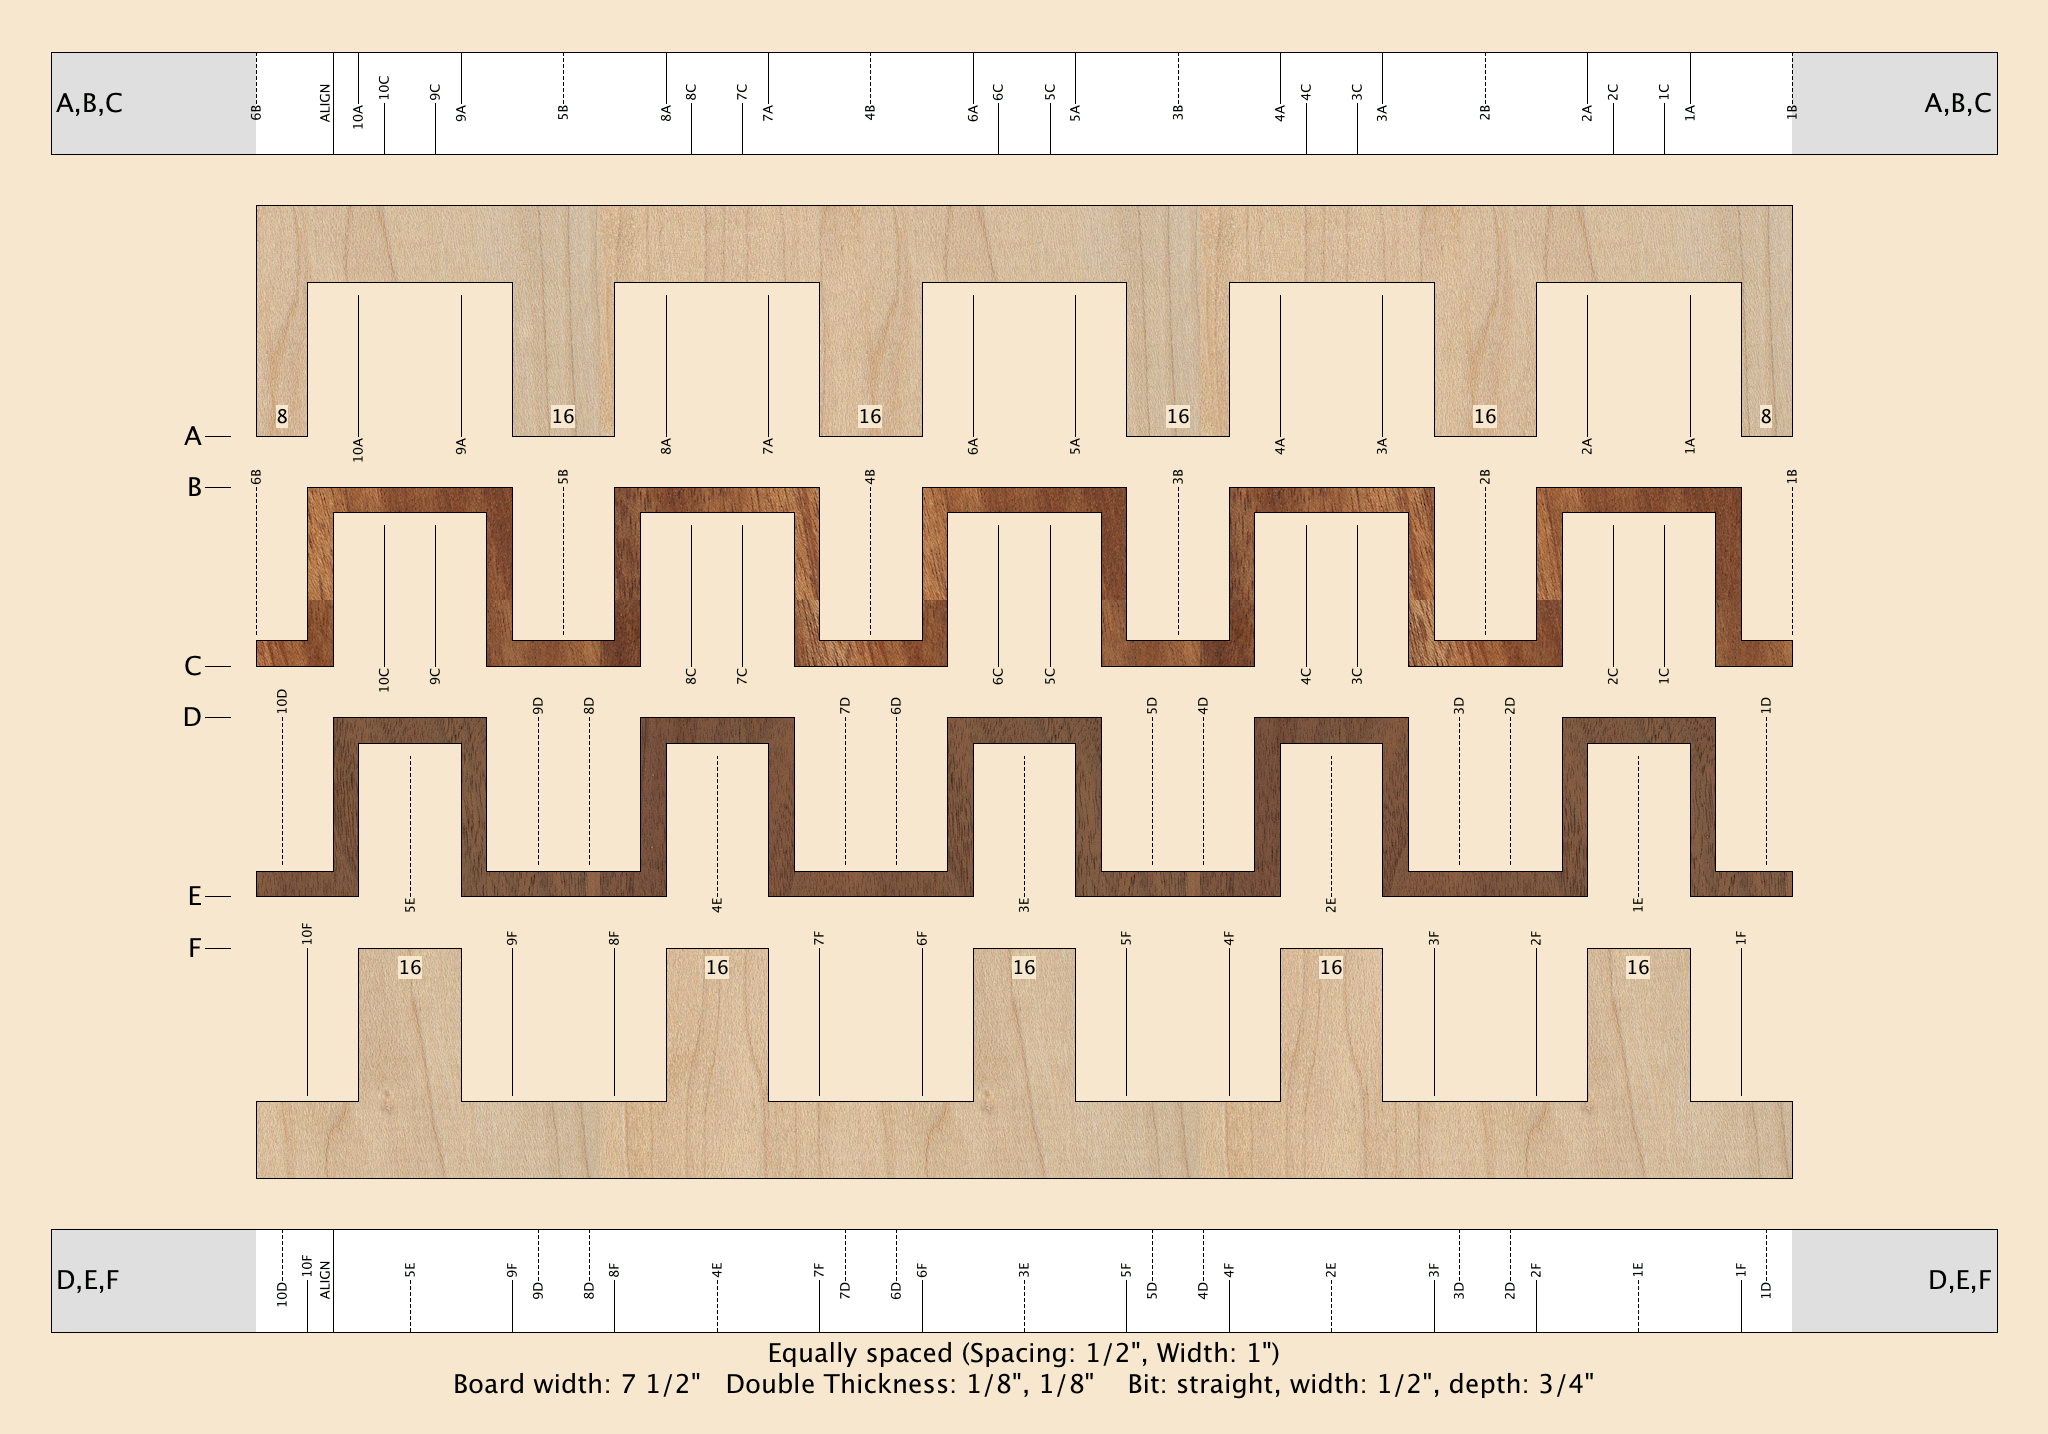 A,B,C 6B ALIGN 10A 10C 9C 9A 5B 8A 8C 7C 7A 4B 6A 6C 5C 5A 3B 4A 4C 3C 3A 2B 2A 2C 1C 1A 1B A,B,C
8 16 16 16 16 8
A 10A 9A 8A 7A 6A 5A 4A 3A 2A 1A
B 6B 5B 4B 3B 2B 1B
C 10C 9C 8C 7C 6C 5C 4C 3C 2C 1C
D 10D 9D 8D 7D 6D 5D 4D 3D 2D 1D
E 5E 4E 3E 2E 1E
F 10F 9F 8F 7F 6F 5F 4F 3F 2F 1F
16 16 16 16 16
D,E,F 10D 10F ALIGN 5E 9F 9D 8D 8F 4E 7F 7D 6D 6F 3E 5F 5D 4D 4F 2E 3F 3D 2D 2F 1E 1F 1D D,E,F
Equally spaced (Spacing: 1/2", Width: 1")
Board width: 7 1/2" Double Thickness: 1/8", 1/8" Bit: straight, width: 1/2", depth: 3/4"